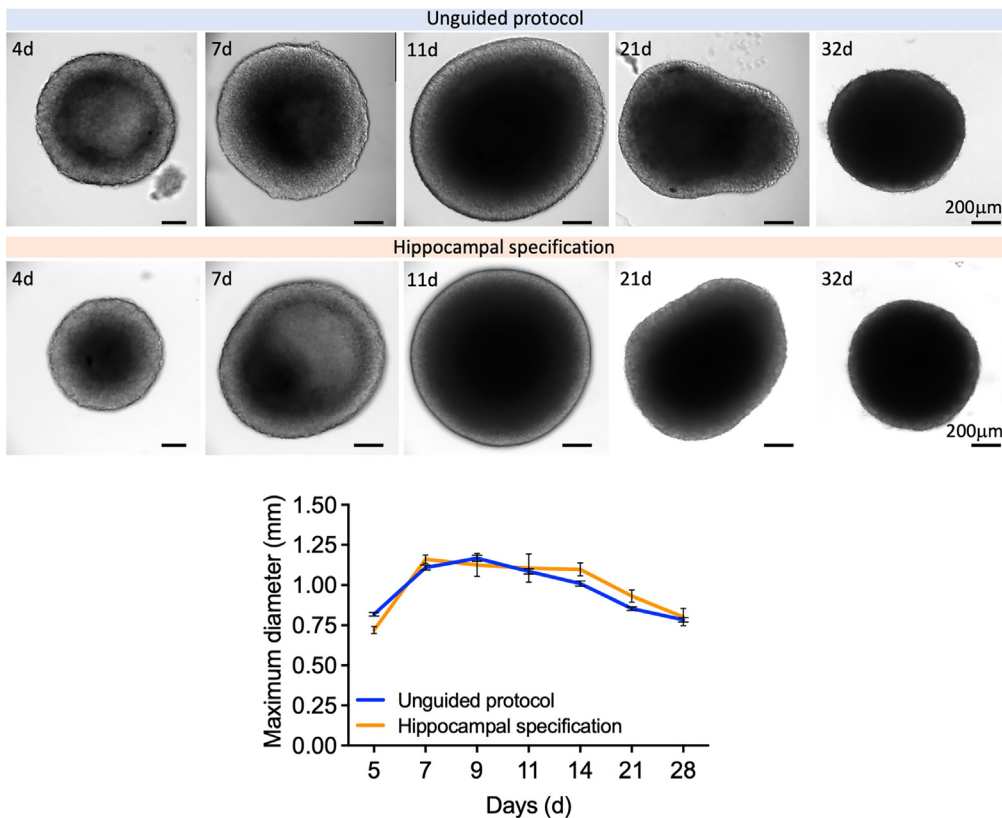 Unguided protocol
4d 7d 11d 21d 32d
200μm
Hippocampal specification
4d 7d 11d 21d 32d
200μm
Maximum diameter (mm)
1.50
1.25
1.00
0.75
0.50
0.25
0.00
Unguided protocol
Hippocampal specification
5 7 9 11 14 21 28
Days (d)